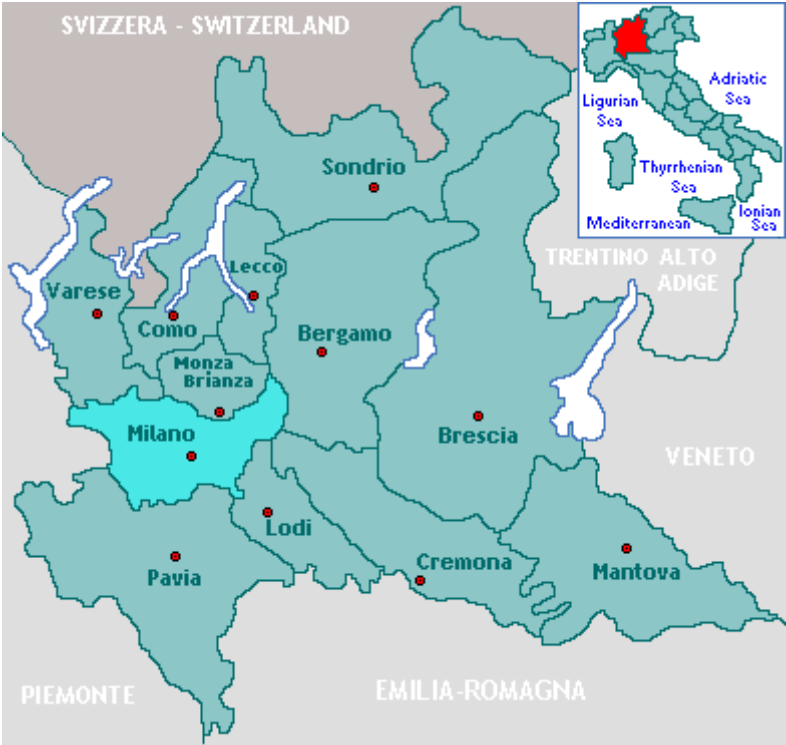 SVIZZERA - SWITZERLAND
Adriatic
Sea
Ligurian
Sea
Thyrrhenian
Sea
Mediterranean
Ionian
Sea
Sondrio
TRENTINO ALTO
ADIGE
Lecco
Varese
Como
Bergamo
Monza
Brianza
Milano
Brescia
VENETO
Lodi
Cremona
Pavia
Mantova
PIEMONTE
EMILIA-ROMAGNA